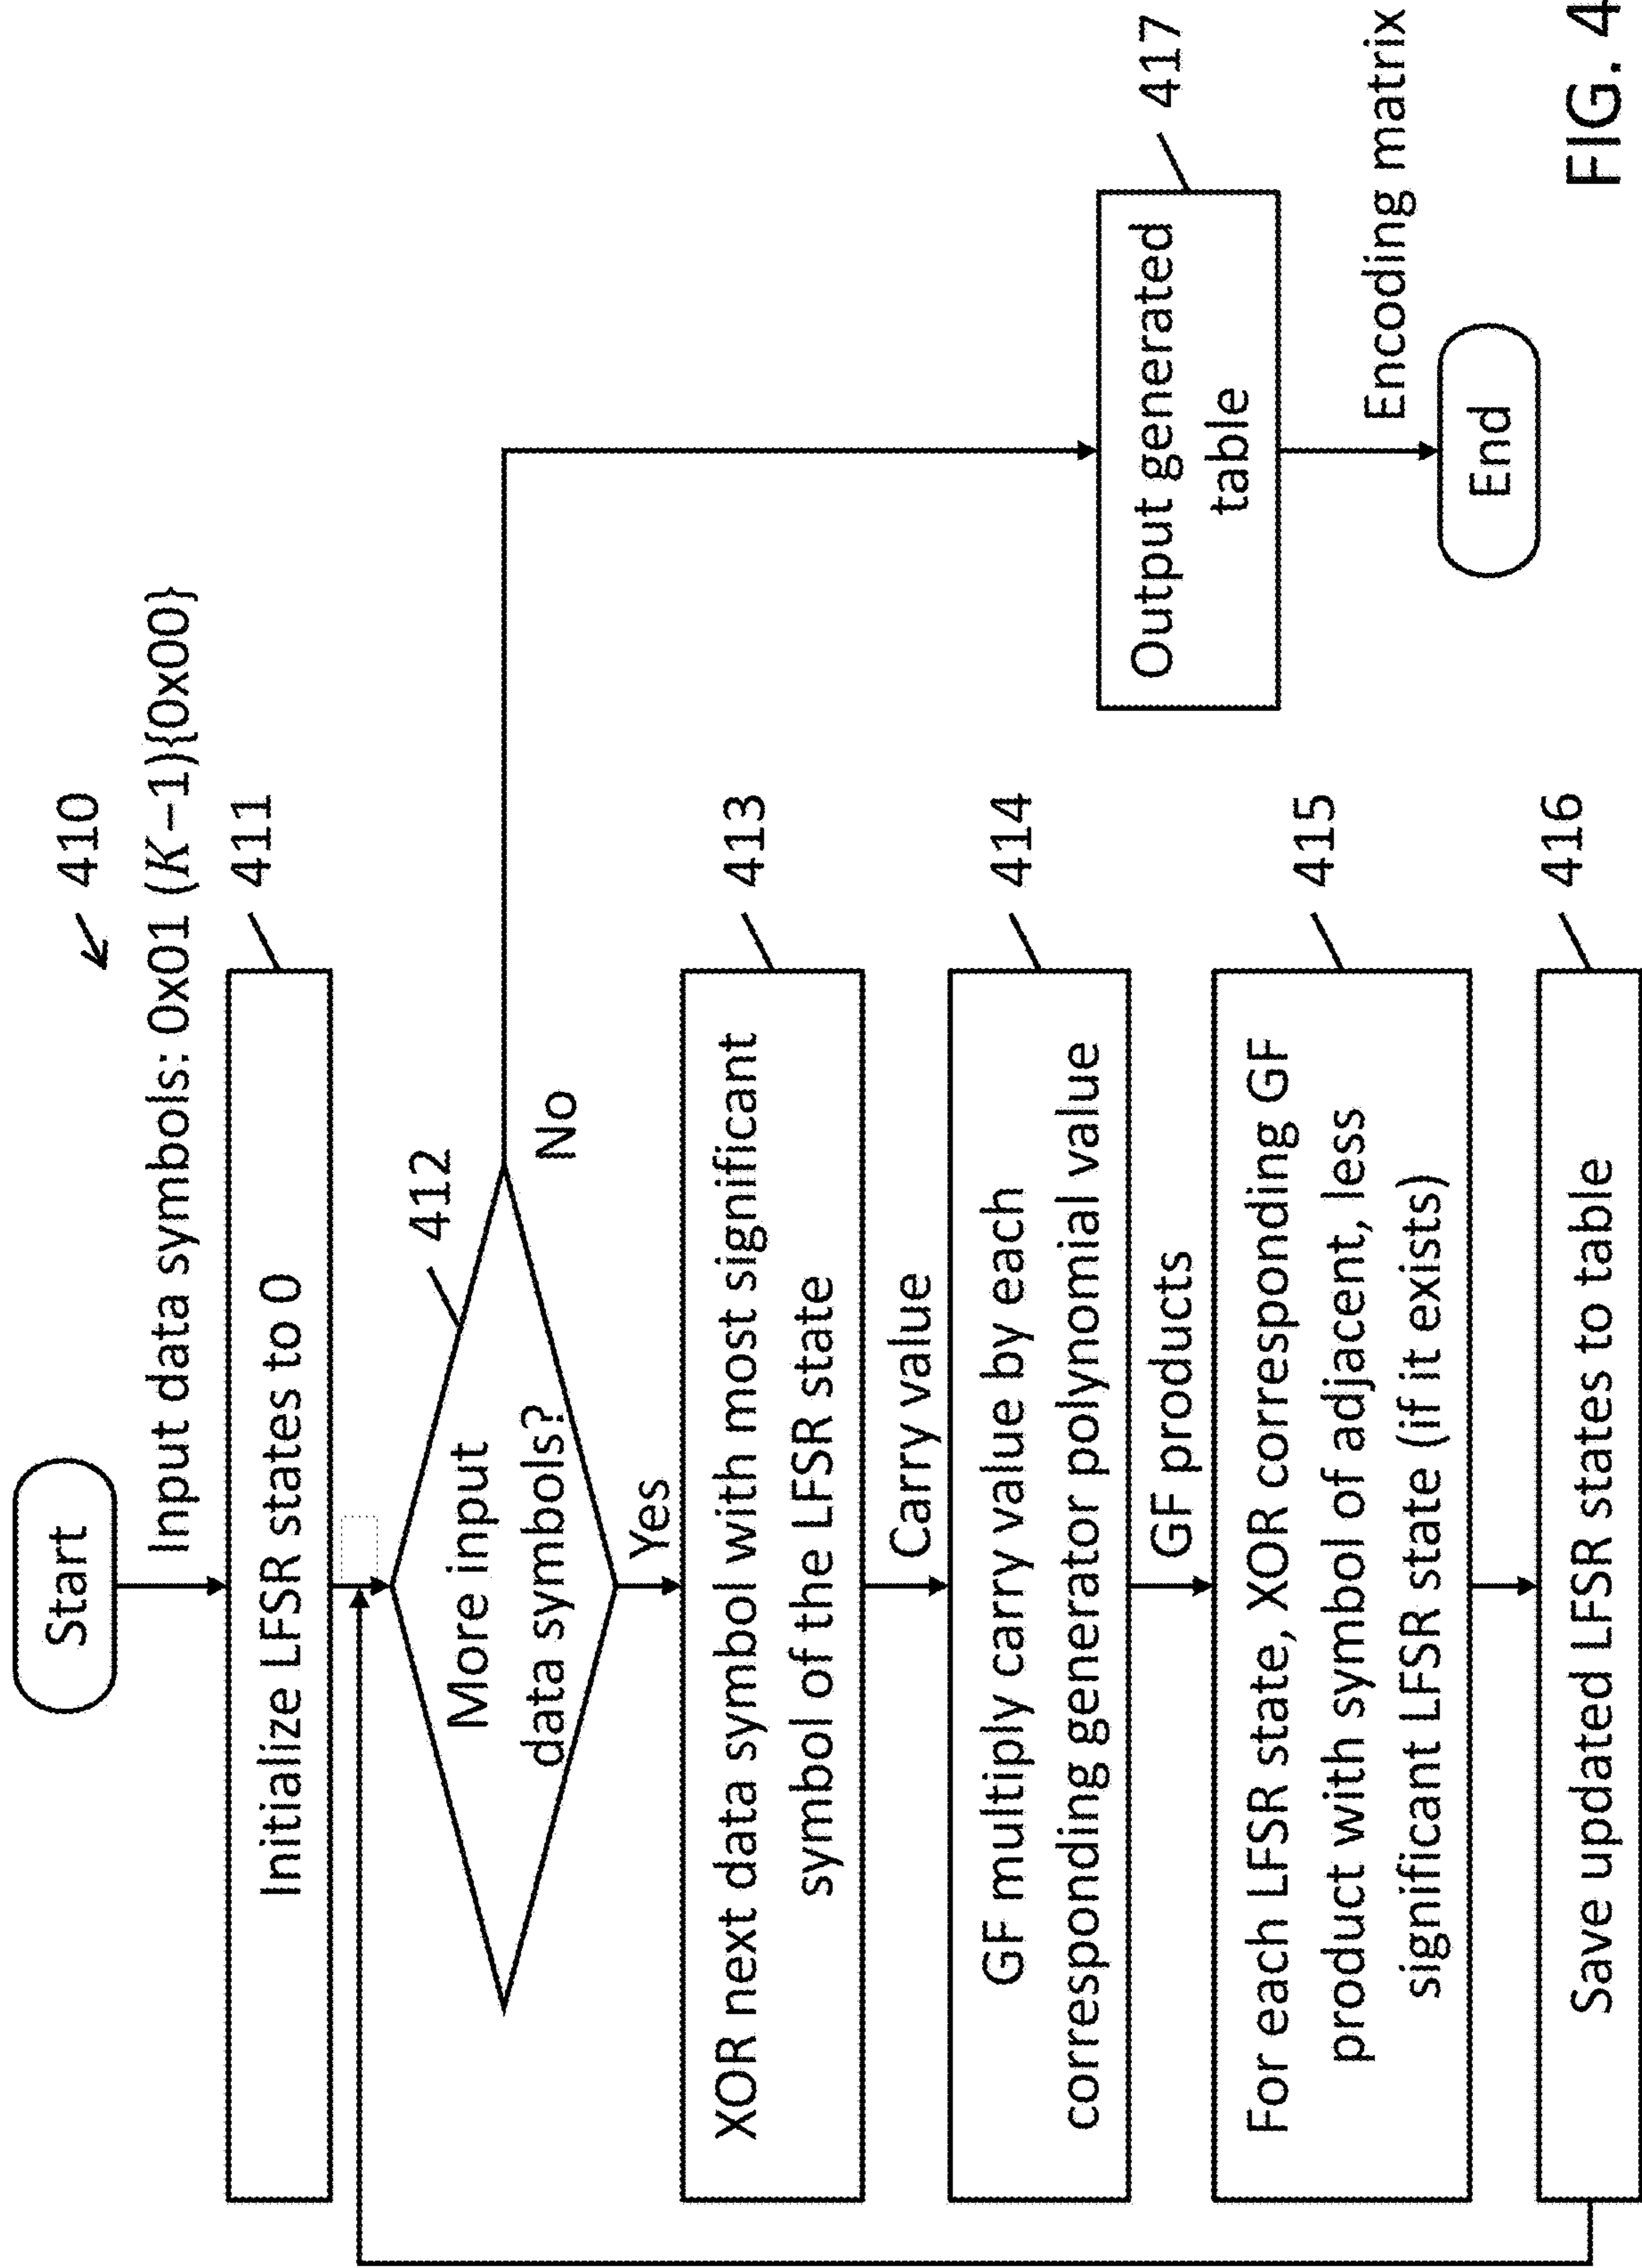 410
Start
Input data symbols: 0x01 (K−1){0x00}
411
Initialize LFSR states to 0
412
More input
data symbols?
No
Yes
413
XOR next data symbol with most significant
symbol of the LFSR state
Carry value
414
GF multiply carry value by each
corresponding generator polynomial value
GF products
415
For each LFSR state, XOR corresponding GF
product with symbol of adjacent, less
significant LFSR state (if it exists)
416
Save updated LFSR states to table
417
Output generated
table
Encoding matrix
End
FIG. 4